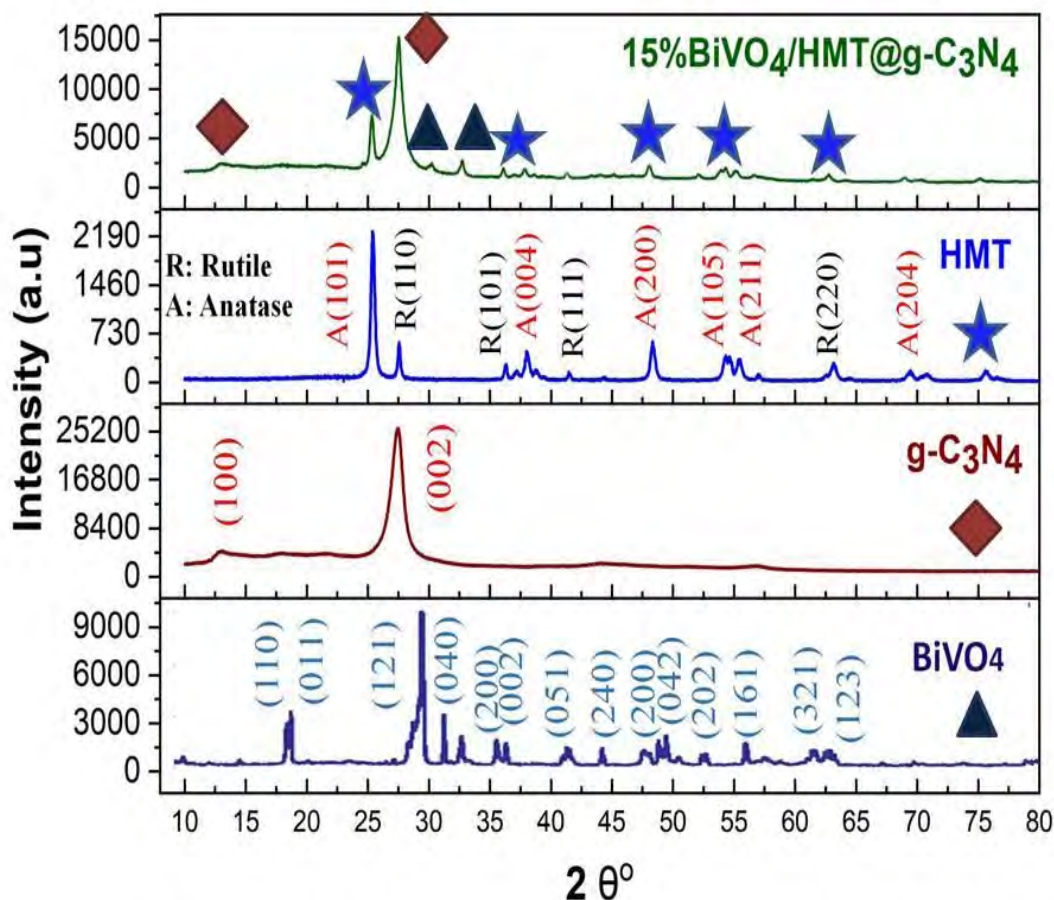 Intensity (a.u)
15000
10000
5000
0
15%BiVO4/HMT@g-C3N4
2190
1460
730
0
R: Rutile
A: Anatase
A(101)
R(110)
R(101)
A(004)
R(111)
A(200)
A(105)
A(211)
R(220)
A(204)
HMT
25200
16800
8400
0
(100)
(002)
g-C3N4
9000
6000
3000
0
(110)
(011)
(121)
(040)
(200)
(002)
(051)
(240)
(200)
(042)
(202)
(161)
(321)
(123)
BiVO4
10 15 20 25 30 35 40 45 50 55 60 65 70 75 80
2 θ°